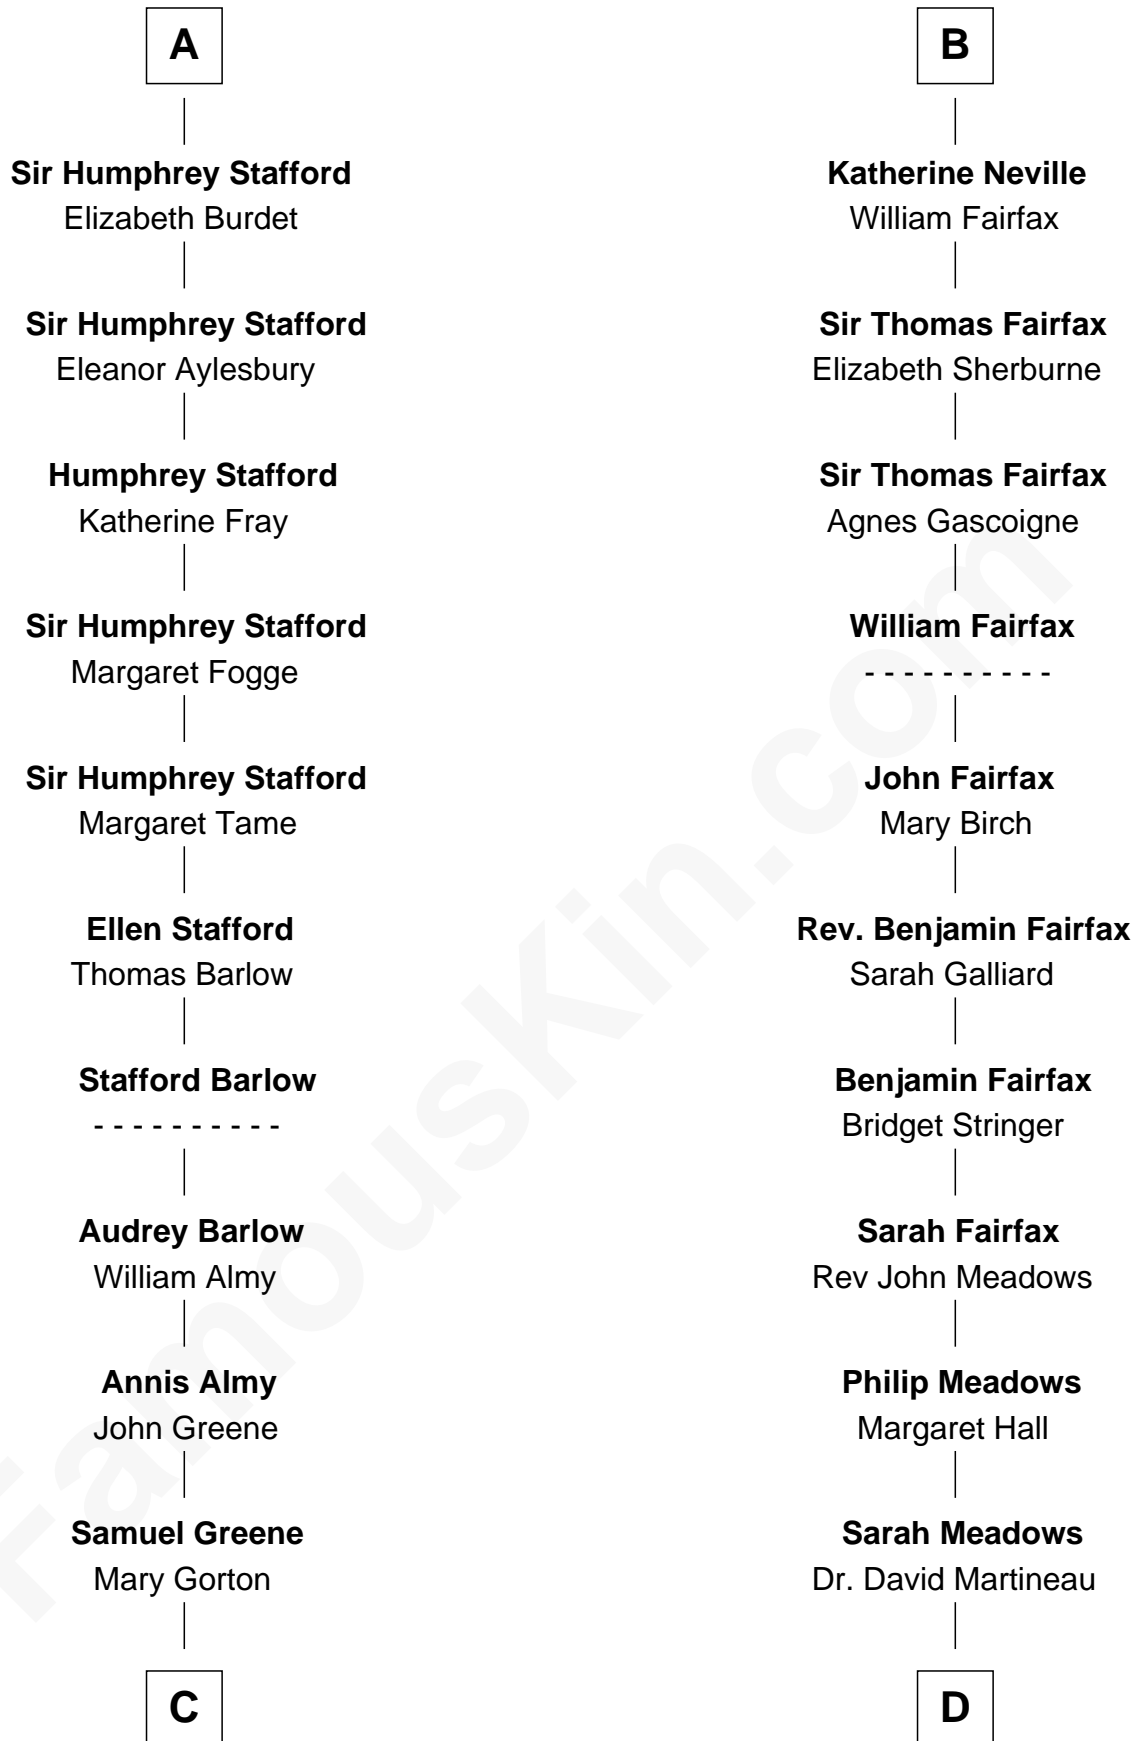 A
B
Sir Humphrey Stafford
Elizabeth Burdet
Katherine Neville
William Fairfax
Sir Humphrey Stafford
Eleanor Aylesbury
Sir Thomas Fairfax
Elizabeth Sherburne
Humphrey Stafford
Katherine Fray
Sir Thomas Fairfax
Agnes Gascoigne
Sir Humphrey Stafford
Margaret Fogge
William Fairfax
- - - - - - - - - -
Sir Humphrey Stafford
Margaret Tame
John Fairfax
Mary Birch
Ellen Stafford
Thomas Barlow
Rev. Benjamin Fairfax
Sarah Galliard
Stafford Barlow
- - - - - - - - - -
Benjamin Fairfax
Bridget Stringer
Audrey Barlow
William Almy
Sarah Fairfax
Rev John Meadows
Annis Almy
John Greene
Philip Meadows
Margaret Hall
Samuel Greene
Mary Gorton
Sarah Meadows
Dr. David Martineau
C
D
FamousKin.com